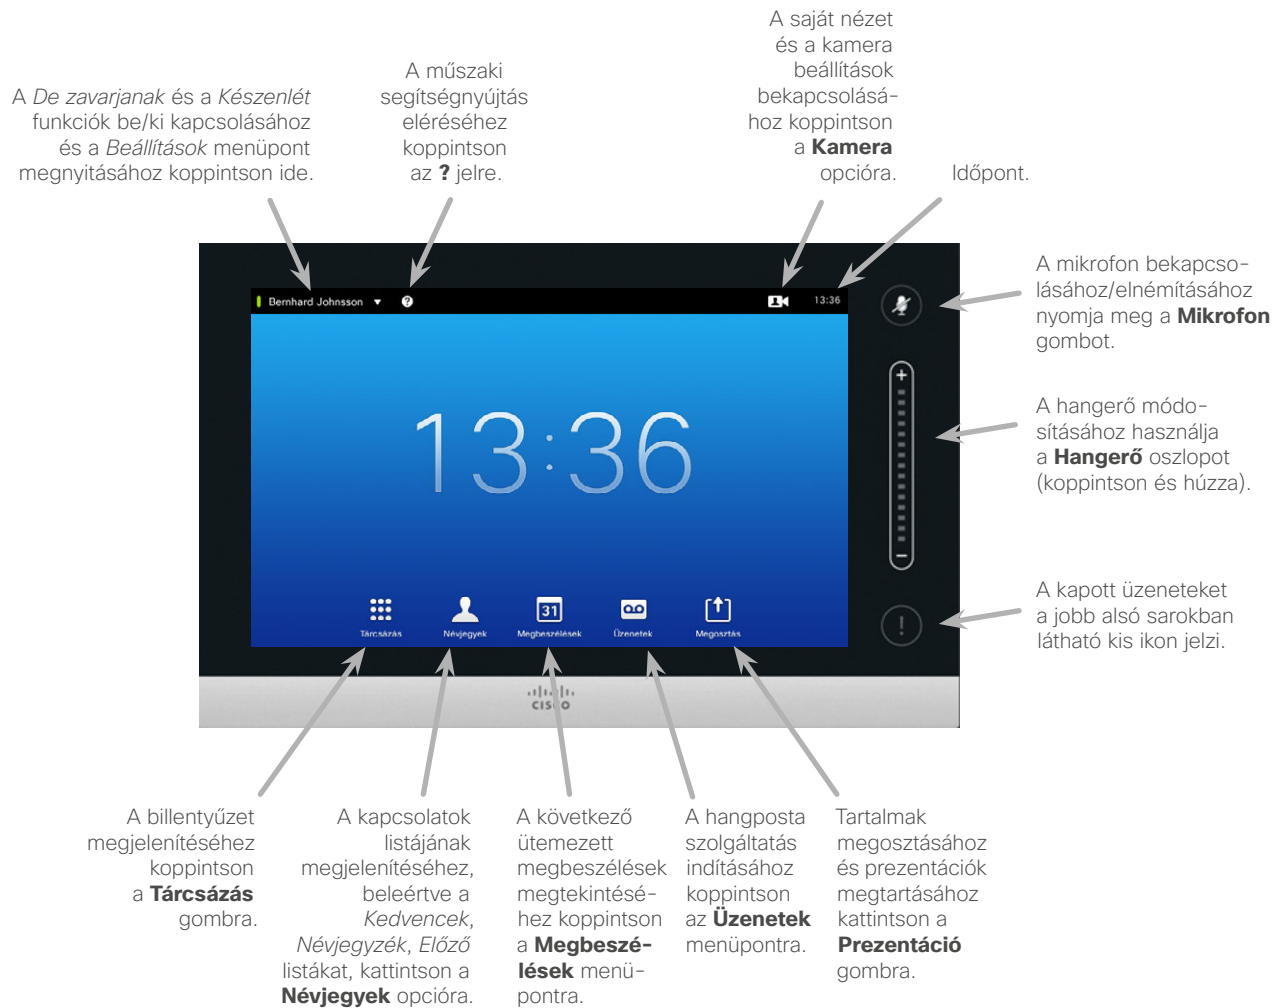 A saját nézet
és a kamera
beállítások
bekapcsolásá-
hoz koppintson
a Kamera
opcióra.
A műszaki
segítségnyújtás
eléréséhez
koppintson
az ? jelre.
A De zavarjanak és a Készenlét
funkciók be/ki kapcsolásához
és a Beállítások menüpont
megnyitásához koppintson ide.
Időpont.
Bernhard Johnsson
?
13:36
13:36
31
Tárcsázás
Névjegyek
Megbeszélések
Üzenetek
Megosztás
+
−
!
CISCO
A mikrofon bekapcso-
lásához/elnémításához
nyomja meg a Mikrofon
gombot.
A hangerő módo-
sításához használja
a Hangerő oszlopot
(koppintson és húzza).
A kapott üzeneteket
a jobb alsó sarokban
látható kis ikon jelzi.
A billentyűzet
megjelenítéséhez
koppintson
a Tárcsázás
gombra.
A kapcsolatok
listájának
megjelenítéséhez,
beleértve a
Kedvencek,
Névjegyzék, Előző
listákat, kattintson a
Névjegyek opcióra.
A következő
ütemezett
megbeszélések
megtekintésé-
hez koppintson
a Megbeszé-
lések menü-
pontra.
A hangposta
szolgáltatás
indításához
koppintson
az Üzenetek
menüpontra.
Tartalmak
megosztásához
és prezentációk
megtartásához
kattintson a
Prezentáció
gombra.